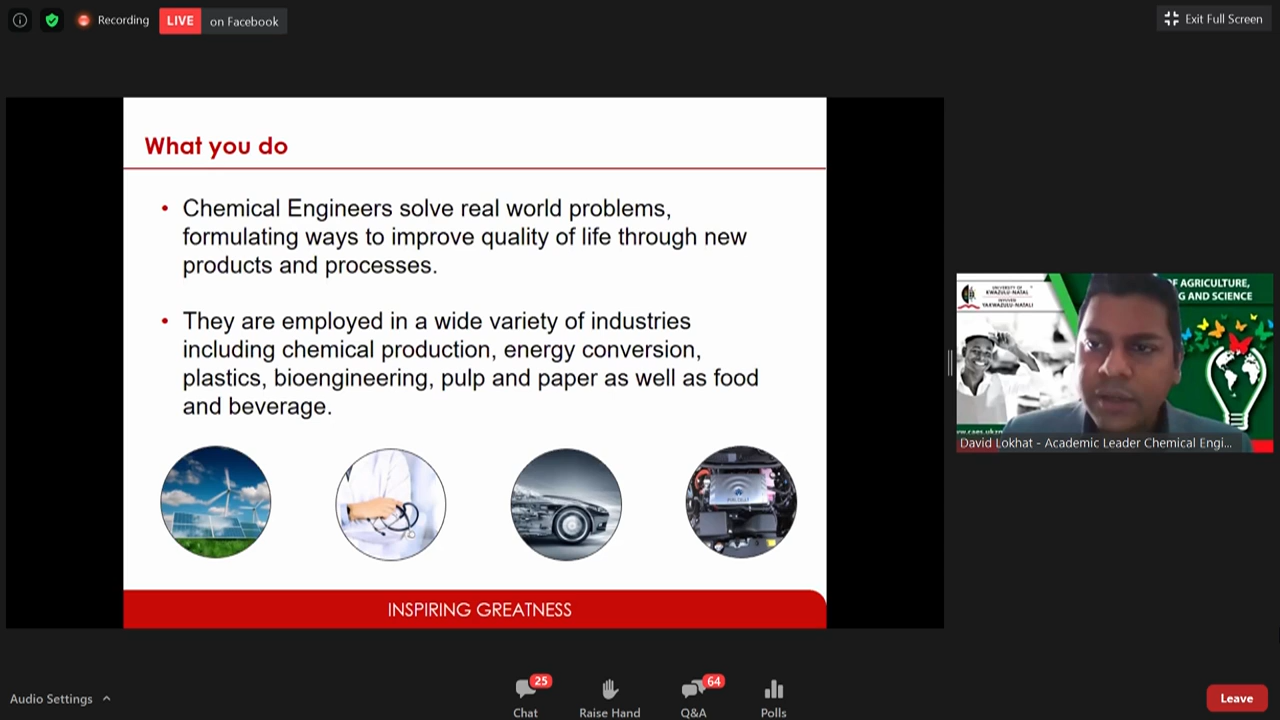 Recording
LIVE
on Facebook
Exit Full Screen
What you do
• Chemical Engineers solve real world problems,
formulating ways to improve quality of life through new
products and processes.
• They are employed in a wide variety of industries
including chemical production, energy conversion,
plastics, bioengineering, pulp and paper as well as food
and beverage.
INSPIRING GREATNESS
UNIVERSITY OF
KWAZULU-NATAL
INYUVESI
YAKWAZULU-NATALI
F AGRICULTURE,
G AND SCIENCE
David Lokhat - Academic Leader Chemical Engi...
Audio Settings
25
64
Chat
Raise Hand
Q&A
Polls
Leave